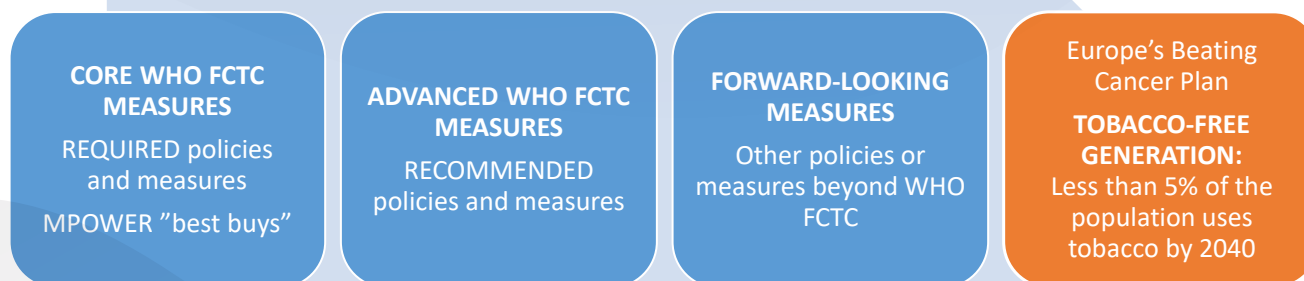 CORE WHO FCTC
MEASURES
REQUIRED policies
and measures
MPOWER ”best buys”
ADVANCED WHO FCTC
MEASURES
RECOMMENDED
policies and measures
FORWARD-LOOKING
MEASURES
Other policies or
measures beyond WHO
FCTC
Europe’s Beating
Cancer Plan
TOBACCO-FREE
GENERATION:
Less than 5% of the
population uses
tobacco by 2040